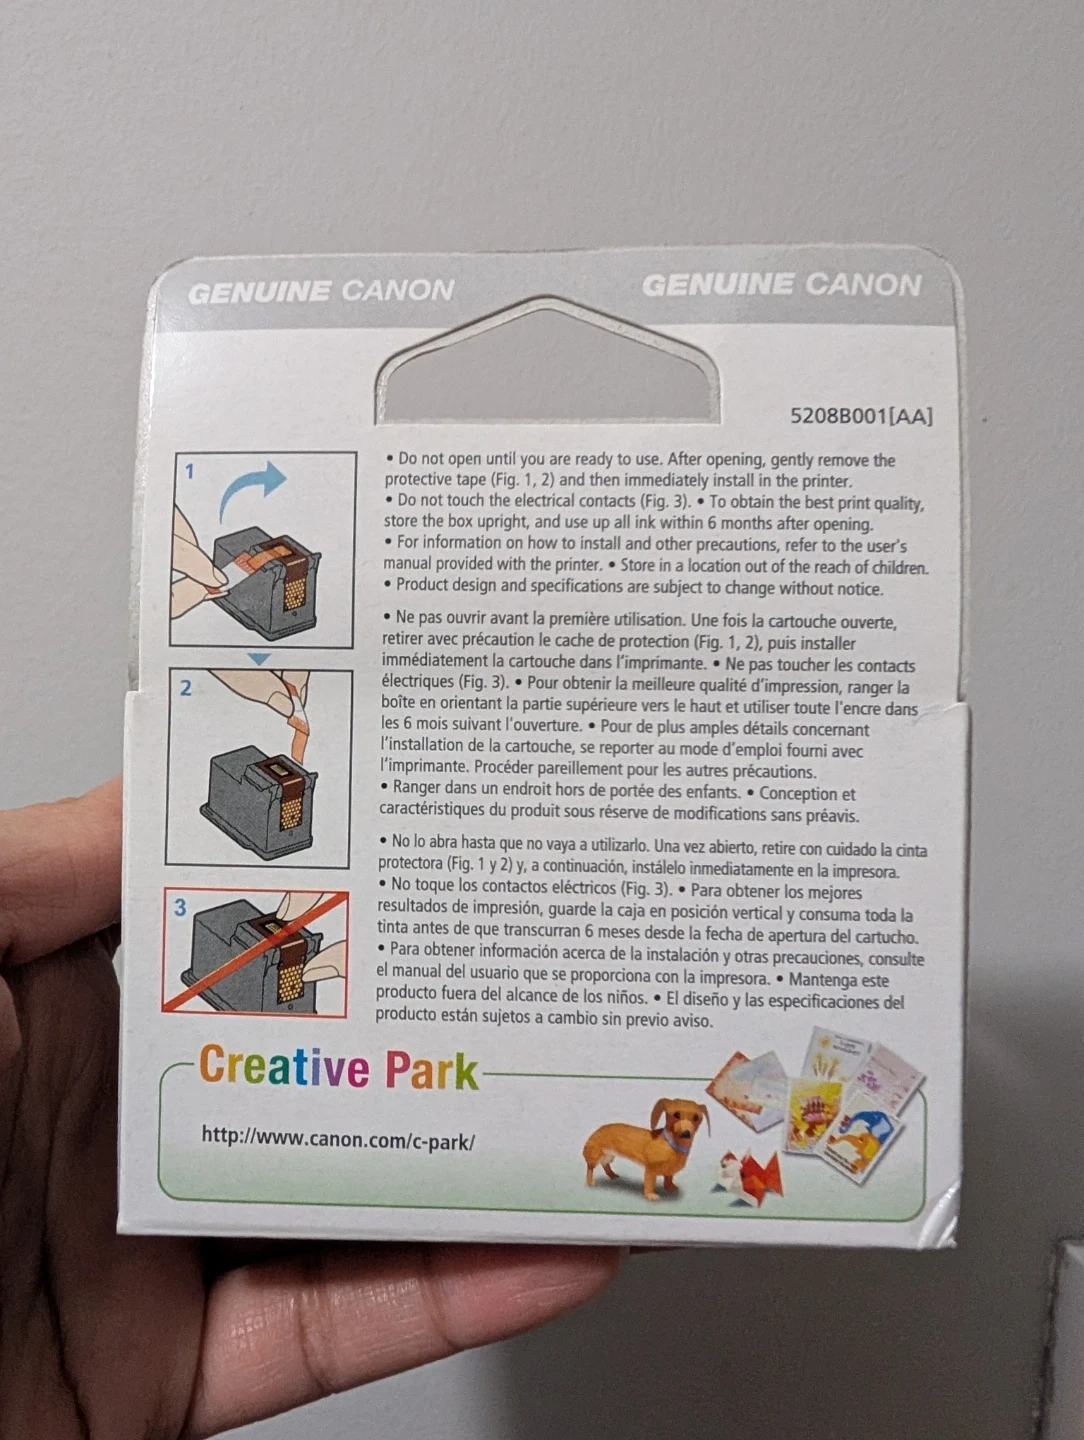 GENUINE CANON GENUINE CANON
5208B001[AA]
1
2
3
• Do not open until you are ready to use. After opening, gently remove the
protective tape (Fig. 1, 2) and then immediately install in the printer.
• Do not touch the electrical contacts (Fig. 3). • To obtain the best print quality,
store the box upright, and use up all ink within 6 months after opening.
• For information on how to install and other precautions, refer to the user's
manual provided with the printer. • Store in a location out of the reach of children.
• Product design and specifications are subject to change without notice.
• Ne pas ouvrir avant la première utilisation. Une fois la cartouche ouverte,
retirer avec précaution le cache de protection (Fig. 1, 2), puis installer
immédiatement la cartouche dans l'imprimante. • Ne pas toucher les contacts
électriques (Fig. 3). • Pour obtenir la meilleure qualité d'impression, ranger la
boîte en orientant la partie supérieure vers le haut et utiliser toute l'encre dans
les 6 mois suivant l'ouverture. • Pour de plus amples détails concernant
l'installation de la cartouche, se reporter au mode d'emploi fourni avec
l'imprimante. Procéder pareillement pour les autres précautions.
• Ranger dans un endroit hors de portée des enfants. • Conception et
caractéristiques du produit sous réserve de modifications sans préavis.
• No lo abra hasta que no vaya a utilizarlo. Una vez abierto, retire con cuidado la cinta
protectora (Fig. 1 y 2) y, a continuación, instálelo inmediatamente en la impresora.
• No toque los contactos eléctricos (Fig. 3). • Para obtener los mejores
resultados de impresión, guarde la caja en posición vertical y consuma toda la
tinta antes de que transcurran 6 meses desde la fecha de apertura del cartucho.
• Para obtener información acerca de la instalación y otras precauciones, consulte
el manual del usuario que se proporciona con la impresora. • Mantenga este
producto fuera del alcance de los niños. • El diseño y las especificaciones del
producto están sujetos a cambio sin previo aviso.
Creative Park
http://www.canon.com/c-park/